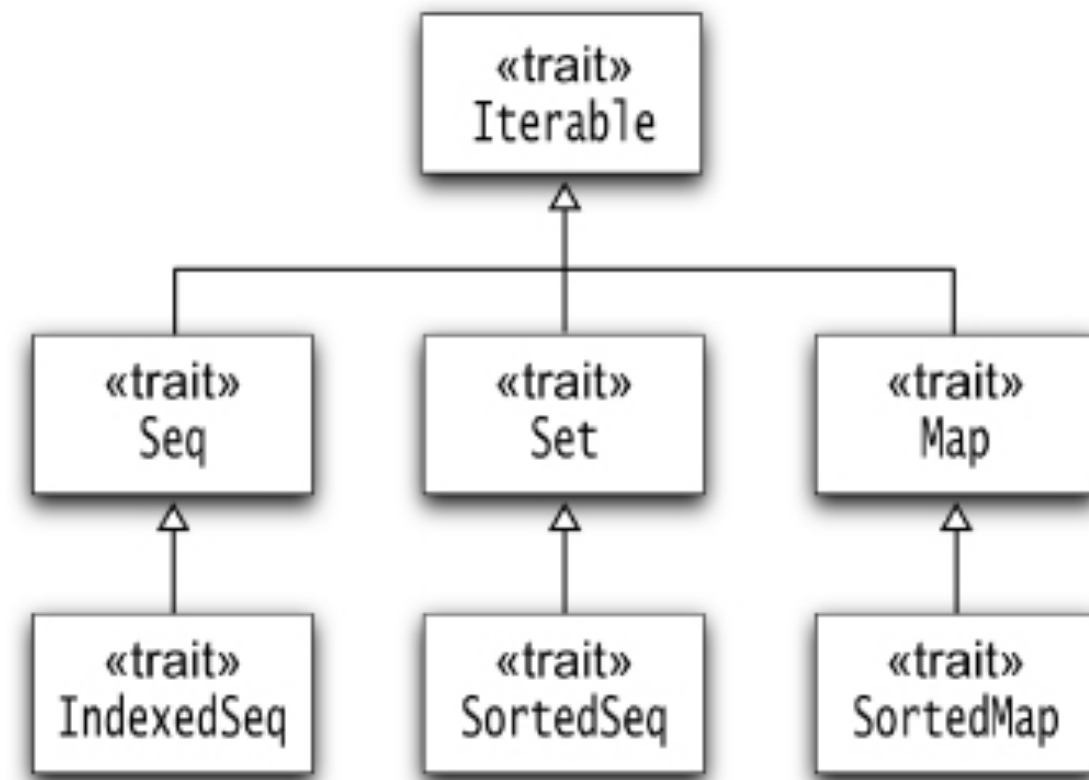 «trait»
Iterable
«trait»
Seq
«trait»
Set
«trait»
Map
«trait»
IndexedSeq
«trait»
SortedSeq
«trait»
SortedMap